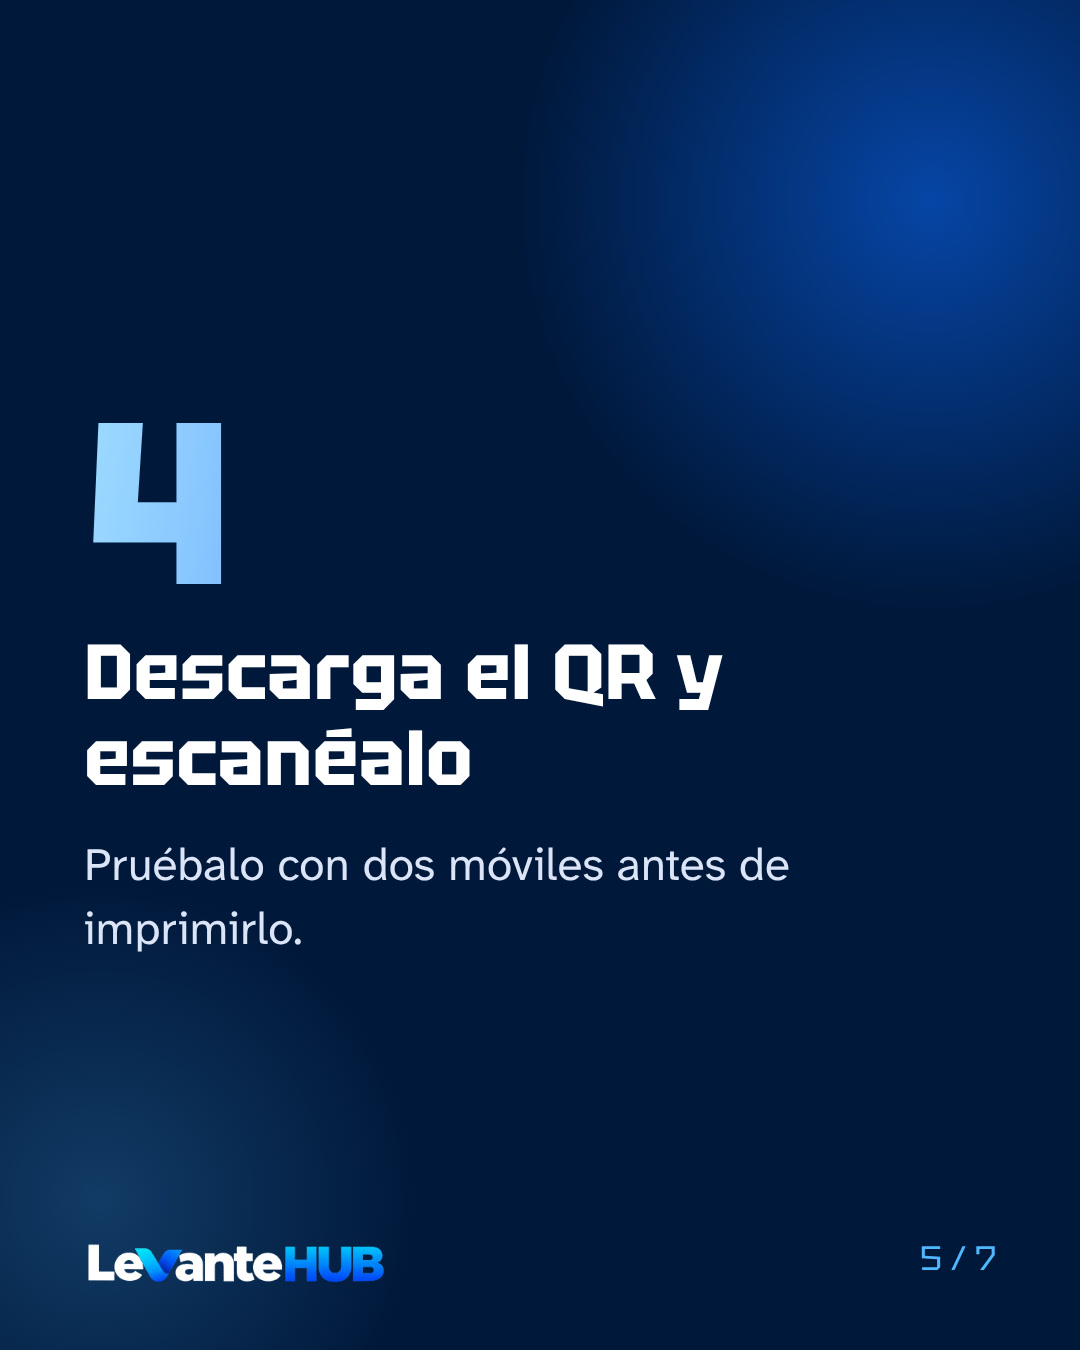 4
Descarga el QR y
escanéalo
Pruébalo con dos móviles antes de
imprimirlo.
LevanteHUB
5 / 7